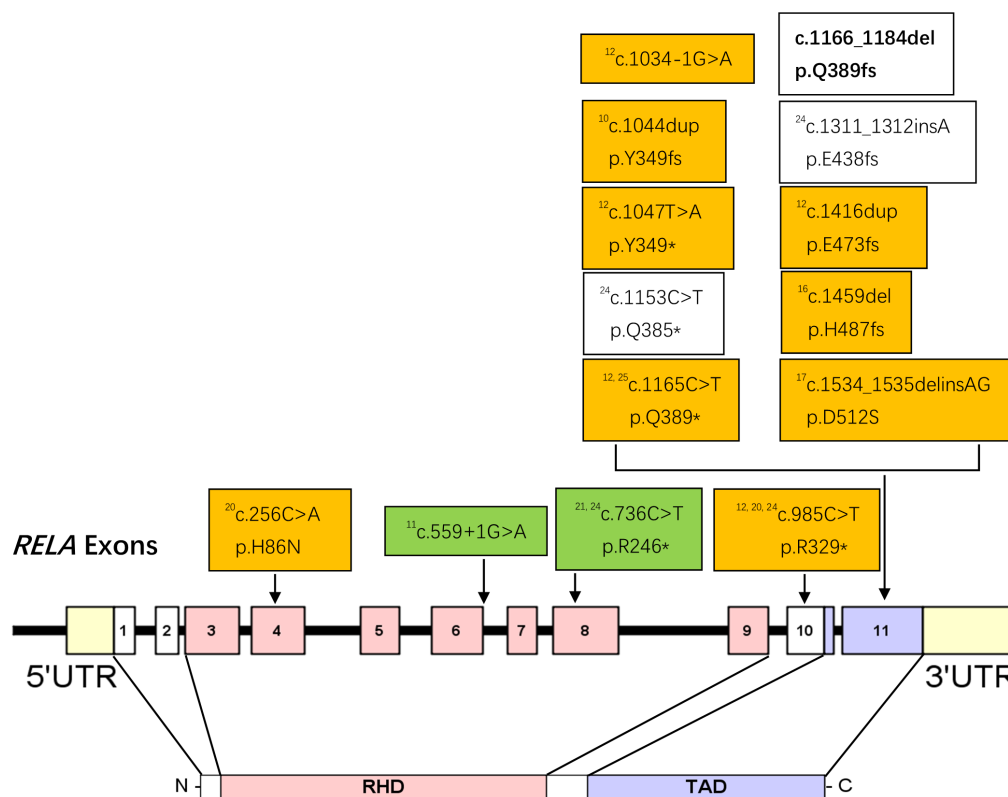 12c.1034-1G>A
10c.1044dup
p.Y349fs
12c.1047T>A
p.Y349*
24c.1153C>T
p.Q385*
12, 25c.1165C>T
p.Q389*
c.1166_1184del
p.Q389fs
24c.1311_1312insA
p.E438fs
12c.1416dup
p.E473fs
16c.1459del
p.H487fs
17c.1534_1535delinsAG
p.D512S
20c.256C>A
p.H86N
11c.559+1G>A
21, 24c.736C>T
p.R246*
12, 20, 24c.985C>T
p.R329*
RELA Exons
1 2 3 4 5 6 7 8 9 10 11
5'UTR 3'UTR
N RHD TAD C